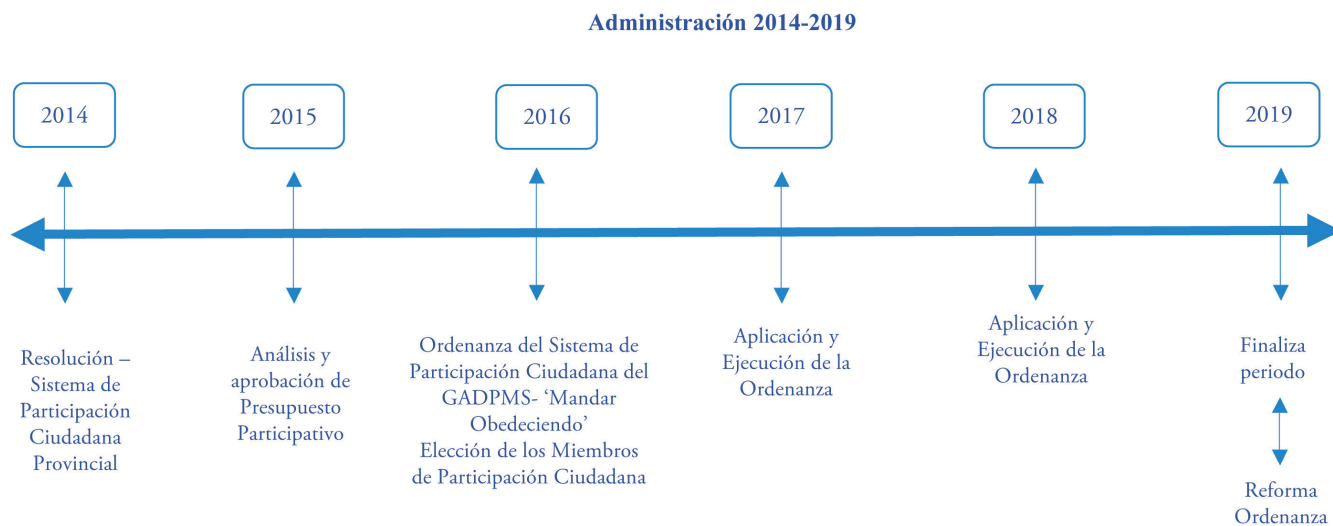 Administración 2014-2019
2014
2015
2016
2017
2018
2019
Resolución –
Sistema de
Participación
Ciudadana
Provincial
Análisis y
aprobación de
Presupuesto
Participativo
Ordenanza del Sistema de
Participación Ciudadana del
GADPMS- ‘Mandar
Obedeciendo’
Elección de los Miembros
de Participación Ciudadana
Aplicación y
Ejecución de la
Ordenanza
Aplicación y
Ejecución de la
Ordenanza
Finaliza
periodo
Reforma
Ordenanza